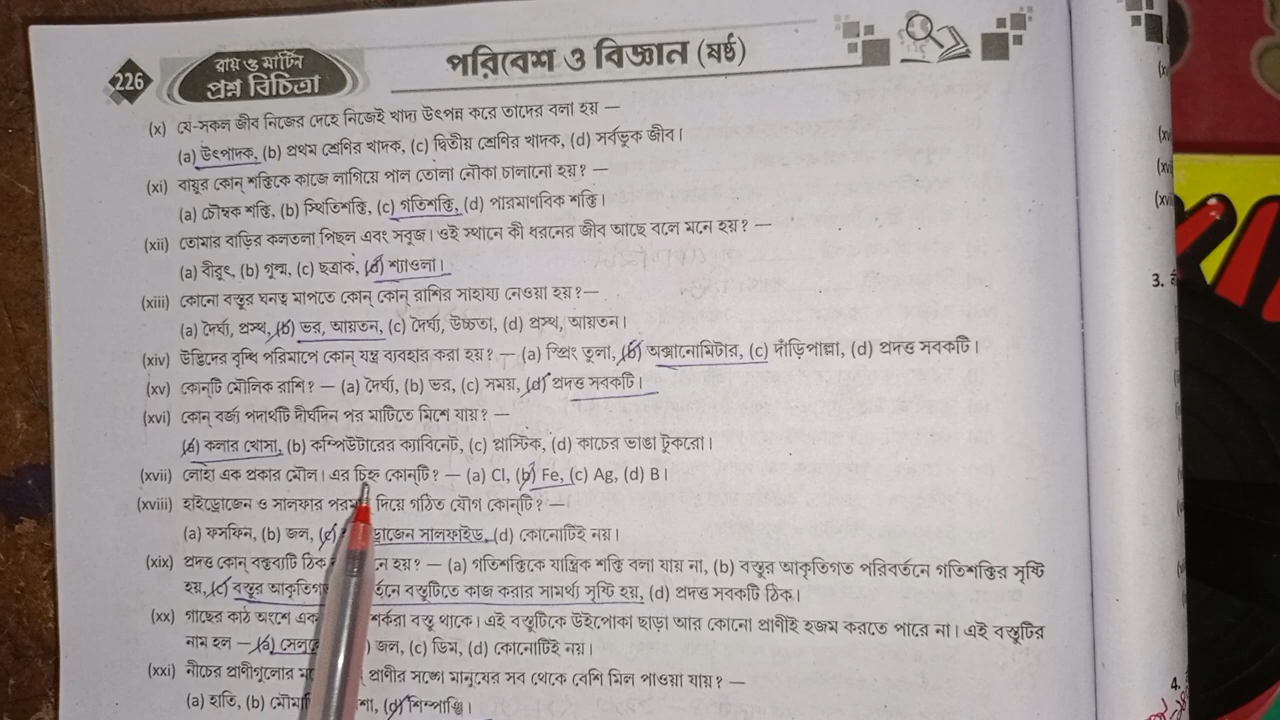 226 রায় ও মার্টিন প্রশ্ন বিচিত্রা পরিবেশ ও বিজ্ঞান (ষষ্ঠ)
(x) যে-সকল জীব নিজের দেহে নিজেই খাদ্য উৎপন্ন করে তাদের বলা হয় —
(a) উৎপাদক, (b) প্রথম শ্রেণির খাদক, (c) দ্বিতীয় শ্রেণির খাদক, (d) সর্বভুক জীব।
(xi) বায়ুর কোন্ শক্তিকে কাজে লাগিয়ে পাল তোলা নৌকা চালানো হয়? —
(a) চৌম্বক শক্তি, (b) স্থিতিশক্তি, (c) গতিশক্তি, (d) পারমাণবিক শক্তি।
(xii) তোমার বাড়ির কলতলা পিছল এবং সবুজ। ওই স্থানে কী ধরনের জীব আছে বলে মনে হয়? —
(a) বীরুৎ, (b) গুল্ম, (c) ছত্রাক, (d) শ্যাওলা।
(xiii) কোনো বস্তুর ঘনত্ব মাপতে কোন্ কোন্ রাশির সাহায্য নেওয়া হয়?—
(a) দৈর্ঘ্য, প্রস্থ, (b) ভর, আয়তন, (c) দৈর্ঘ্য, উচ্চতা, (d) প্রস্থ, আয়তন।
(xiv) উদ্ভিদের বৃদ্ধি পরিমাপে কোন্ যন্ত্র ব্যবহার করা হয়? — (a) স্প্রিং তুলা, (b) অক্সানোমিটার, (c) দাঁড়িপাল্লা, (d) প্রদত্ত সবকটি।
(xv) কোন্‌টি মৌলিক রাশি? — (a) দৈর্ঘ্য, (b) ভর, (c) সময়, (d) প্রদত্ত সবকটি।
(xvi) কোন্ বর্জ্য পদার্থটি দীর্ঘদিন পর মাটিতে মিশে যায়? —
(a) কলার খোসা, (b) কম্পিউটারের ক্যাবিনেট, (c) প্লাস্টিক, (d) কাচের ভাঙা টুকরো।
(xvii) লোহা এক প্রকার মৌল। এর চিহ্ন কোন্‌টি? — (a) Cl, (b) Fe, (c) Ag, (d) B।
(xviii) হাইড্রোজেন ও সালফার দিয়ে গঠিত যৌগ কোন্‌টি? —
(a) ফসফিন, (b) জল, (c) সালফাইড, (d) কোনোটিই নয়।
(xix) প্রদত্ত কোন্ বক্তব্যটি ঠিক হয়? — (a) গতিশক্তিকে যান্ত্রিক শক্তি বলা যায় না, (b) বস্তুর আকৃতিগত পরিবর্তনে গতিশক্তির সৃষ্টি
হয়, (c) বস্তুর বস্তুটিতে কাজ করার সামর্থ্য সৃষ্টি হয়, (d) প্রদত্ত সবকটি ঠিক।
(xx) গাছের কাঠ অংশে শর্করা বস্তু থাকে। এই বস্তুটিকে উইপোকা ছাড়া আর কোনো প্রাণীই হজম করতে পারে না। এই বস্তুটির
নাম হল — (a) জল, (c) ডিম, (d) কোনোটিই নয়।
(xxi) নীচের প্রাণীগুলোর প্রাণীর সঙ্গে মানুষের সব থেকে বেশি মিল পাওয়া যায়? —
(a) হাতি, (b) (d) শিম্পাঞ্জি।
3.
4.